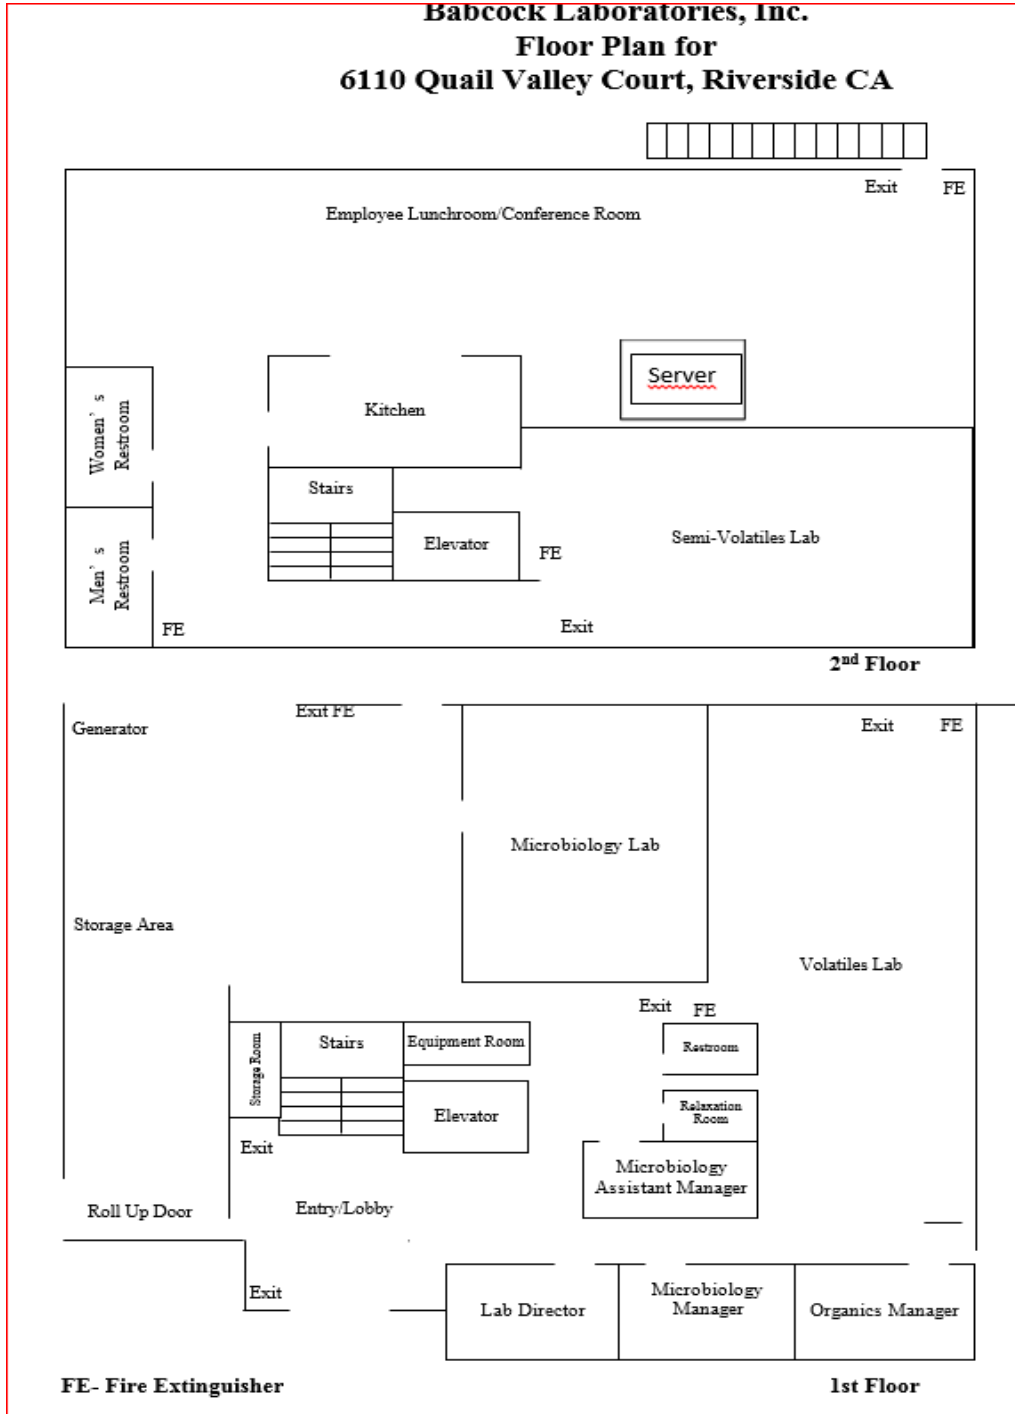 Babcock Laboratories, Inc.
Floor Plan for
6110 Quail Valley Court, Riverside CA
Exit FE
Employee Lunchroom/Conference Room
Server
Kitchen
Women’ s
Restroom
Stairs
Elevator
FE
Semi-Volatiles Lab
Men’ s
Restroom
FE
Exit
2nd Floor
Exit FE
Generator
Exit FE
Microbiology Lab
Storage Area
Volatiles Lab
Exit FE
Storage Room
Stairs
Equipment Room
Restroom
Elevator
Relaxation
Room
Exit
Microbiology
Assistant Manager
Roll Up Door
Entry/Lobby
Exit
Lab Director
Microbiology
Manager
Organics Manager
FE- Fire Extinguisher
1st Floor